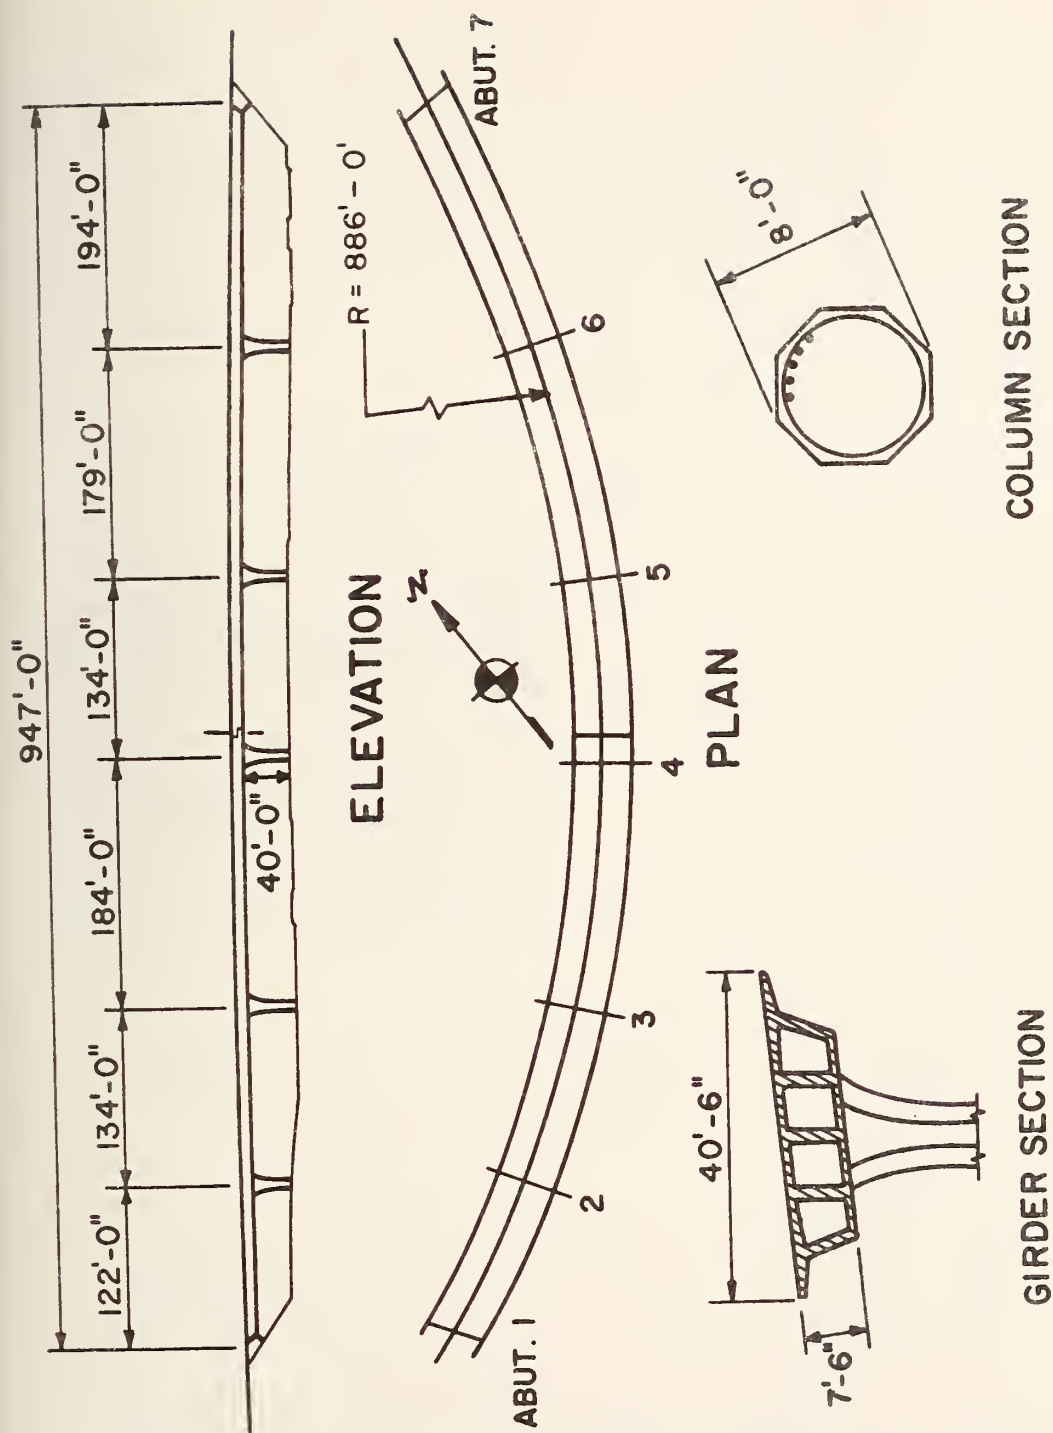 947'-0"
122'-0"
134'-0"
184'-0"
134'-0"
179'-0"
194'-0"
40'-0"
ELEVATION
R = 886'-0'
N.
ABUT. 1
2
3
4
5
6
ABUT. 7
PLAN
40'-6"
7'-6"
GIRDER SECTION
8'-0"
COLUMN SECTION